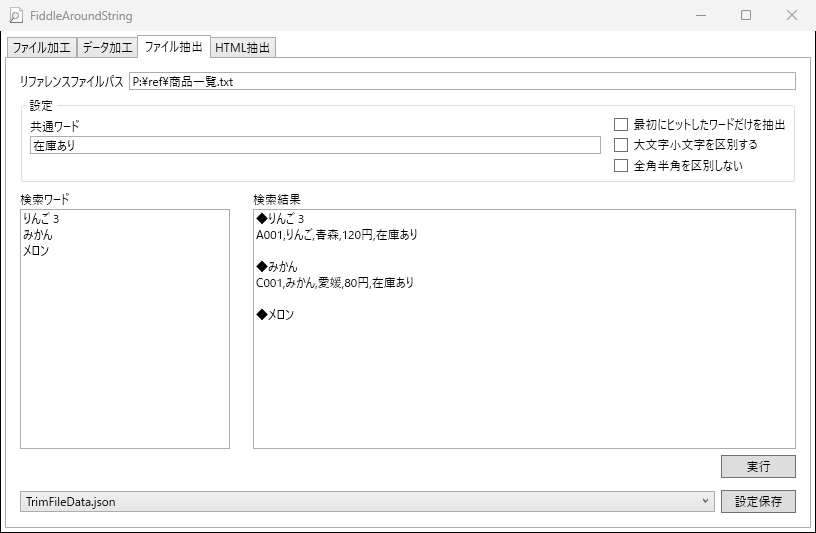 FiddleAroundString
ファイル加工 データ加工 ファイル抽出 HTML抽出
リファレンスファイルパス P:¥ref¥商品一覧.txt
設定
共通ワード
在庫あり
最初にヒットしたワードだけを抽出
大文字小文字を区別する
全角半角を区別しない
検索ワード
りんご 3
みかん
メロン
検索結果
◆りんご 3
A001,りんご,青森,120円,在庫あり
◆みかん
C001,みかん,愛媛,80円,在庫あり
◆メロン
実行
TrimFileData.json
設定保存